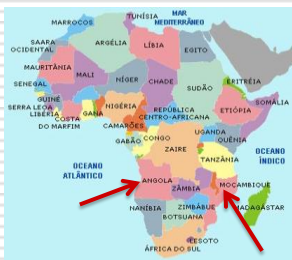 TUNÍSIA
MAR
MEDITERRÂNEO
MARROCOS
ARGÉLIA
LÍBIA
EGITO
SAARA
OCIDENTAL
MAURITÂNIA
MALI
NÍGER
CHADE
SUDÃO
ERITRÉIA
SENEGAL
GUINÉ
SERRA LEOA
LIBÉRIA
COSTA
DO MARFIM
GANA
NIGÉRIA
CAMARÕES
REPÚBLICA
CENTRO-AFRICANA
ETIÓPIA
SOMÁLIA
UGANDA
QUÊNIA
GABÃO
CONGO
ZAIRE
OCEANO
ATLÂNTICO
OCEANO
ÍNDICO
TANZÂNIA
ANGOLA
ZÂMBIA
MOÇAMBIQUE
NAMÍBIA
ZIMBÁBUE
MADAGÁSTAR
BOTSUANA
LESOTO
ÁFRICA DO SUL